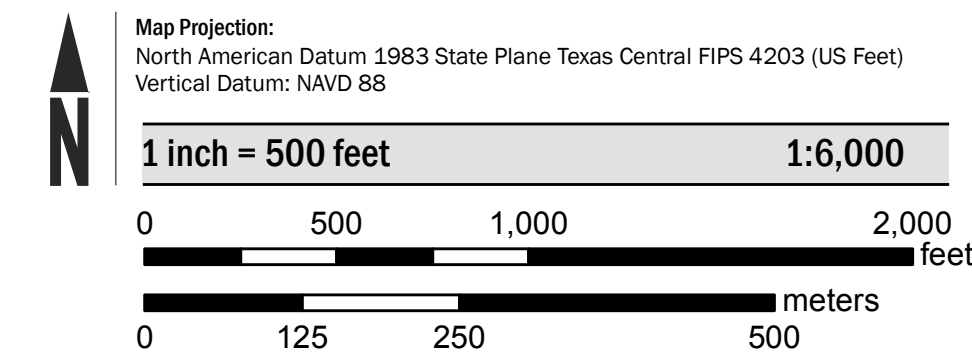 N
Map Projection:
North American Datum 1983 State Plane Texas Central FIPS 4203 (US Feet)
Vertical Datum: NAVD 88
1 inch = 500 feet 1:6,000
0 500 1,000 2,000
feet
meters
0 125 250 500